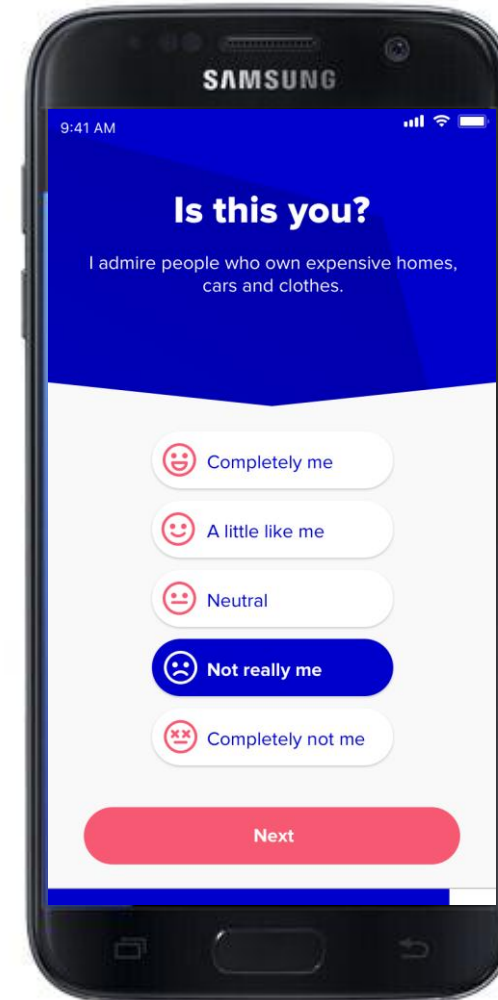 SAMSUNG
9:41 AM
Is this you?
I admire people who own expensive homes,
cars and clothes.
Completely me
A little like me
Neutral
Not really me
Completely not me
Next